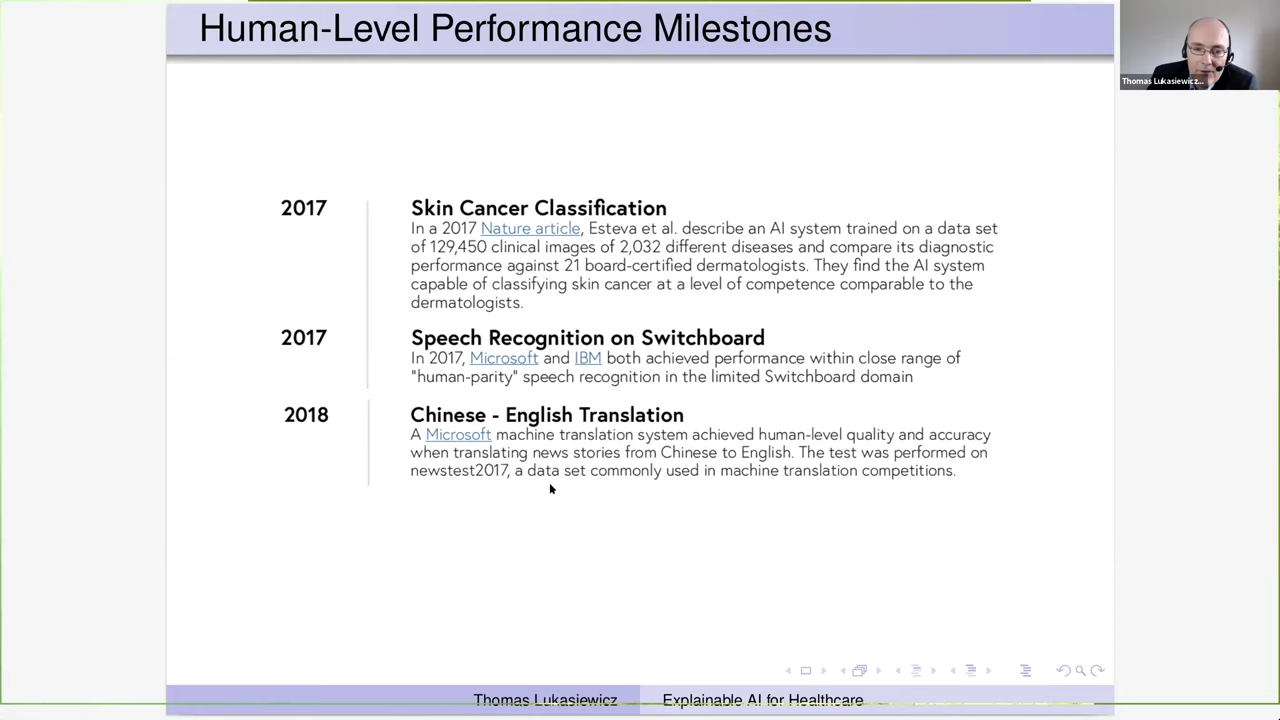 Human-Level Performance Milestones
Thomas Lukasiewicz...
2017
Skin Cancer Classification
In a 2017 Nature article, Esteva et al. describe an AI system trained on a data set
of 129,450 clinical images of 2,032 different diseases and compare its diagnostic
performance against 21 board-certified dermatologists. They find the AI system
capable of classifying skin cancer at a level of competence comparable to the
dermatologists.
2017
Speech Recognition on Switchboard
In 2017, Microsoft and IBM both achieved performance within close range of
"human-parity" speech recognition in the limited Switchboard domain
2018
Chinese - English Translation
A Microsoft machine translation system achieved human-level quality and accuracy
when translating news stories from Chinese to English. The test was performed on
newstest2017, a data set commonly used in machine translation competitions.
Thomas Lukasiewicz
Explainable AI for Healthcare